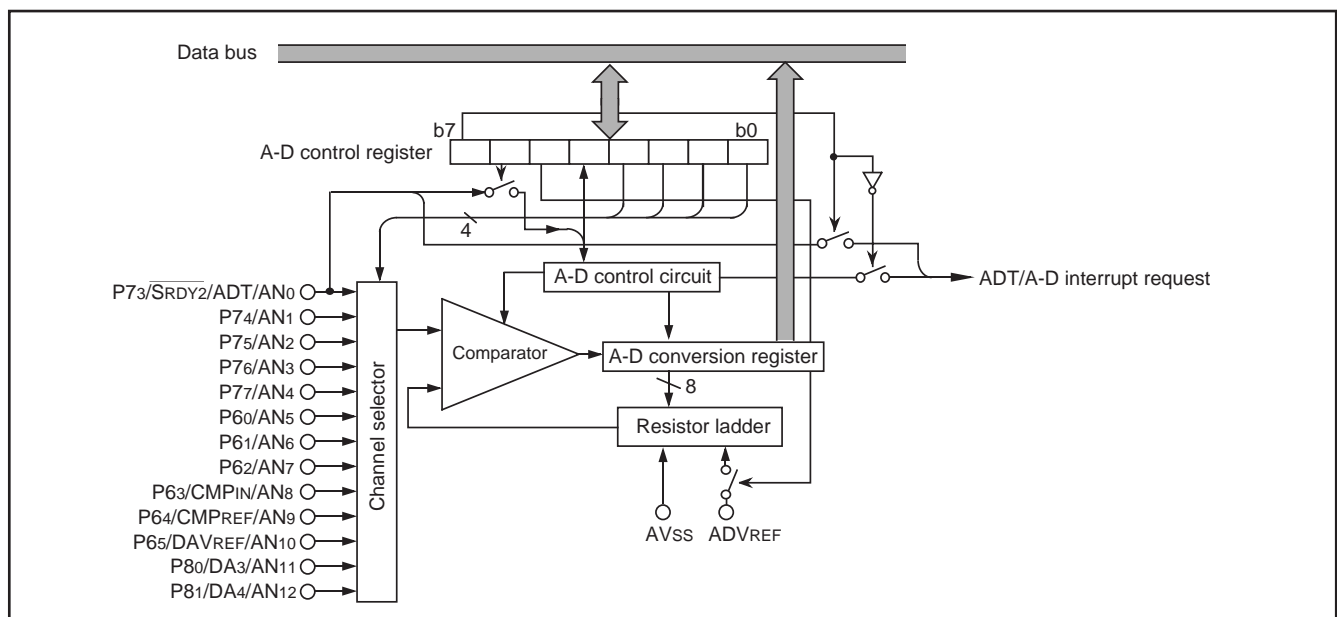 Data bus
b7 b0
A-D control register
4
A-D control circuit
ADT/A-D interrupt request
P73/SRDY2/ADT/AN0
P74/AN1
P75/AN2
P76/AN3
P77/AN4
P60/AN5
P61/AN6
P62/AN7
P63/CMPIN/AN8
P64/CMPREF/AN9
P65/DAVREF/AN10
P80/DA3/AN11
P81/DA4/AN12
Channel selector
Comparator
A-D conversion register
8
Resistor ladder
AVSS ADVREF